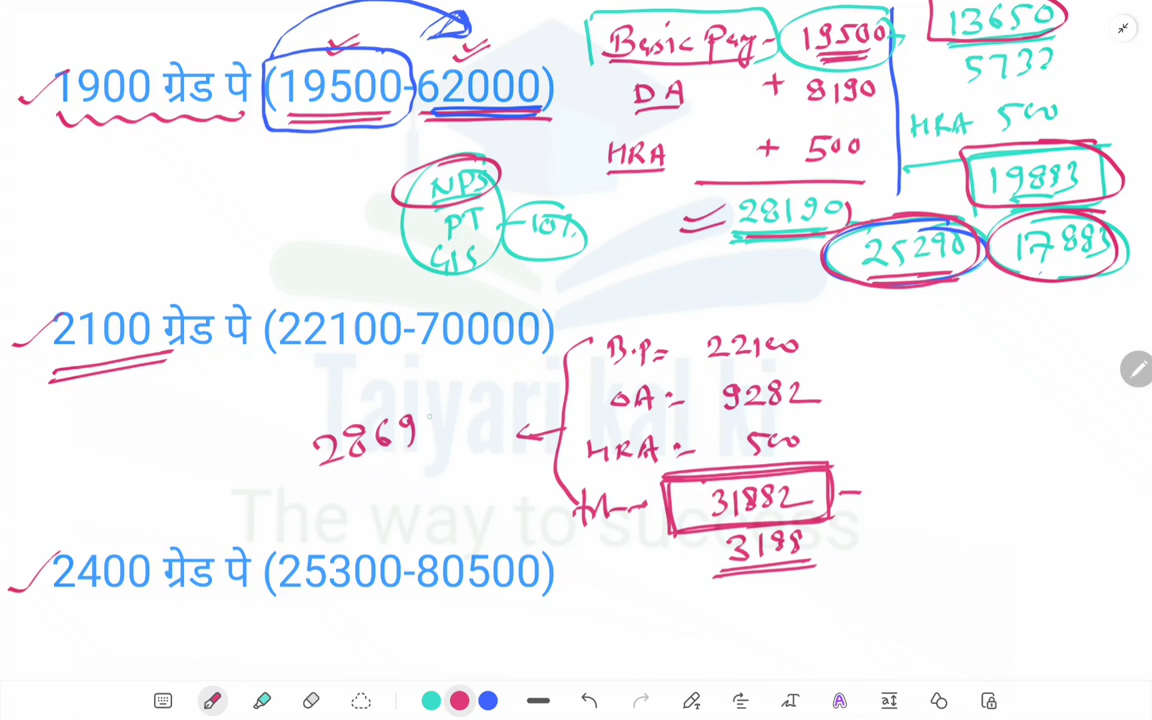 1900 ग्रेड पे (19500-62000)
Basic Pay - 19500
DA + 8190
HRA + 500
28190
25290
13650
5733
HRA 500
19883
17883
NPS
PT
GIS
- 10%
2100 ग्रेड पे (22100-70000)
B.P= 22100
DA:- 9282
HRA:- 500
31882 -
3188
2869
2400 ग्रेड पे (25300-80500)
Taiyari kal ki
The way to success